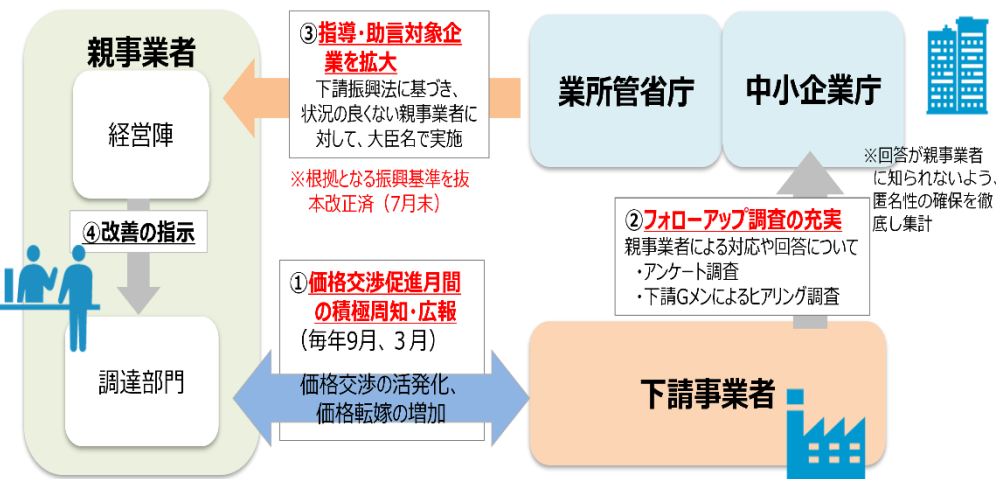 親事業者
経営陣
④改善の指示
調達部門
③指導・助言対象企
業を拡大
下請振興法に基づき、
状況の良くない親事業者に
対して、大臣名で実施
※根拠となる振興基準を抜
本改正済（7月末）
①価格交渉促進月間
の積極周知・広報
（毎年9月、３月）
価格交渉の活発化、
価格転嫁の増加
業所管省庁
中小企業庁
※回答が親事業者
に知られないよう、
匿名性の確保を徹
底し集計
②フォローアップ調査の充実
親事業者による対応や回答について
・アンケート調査
・下請Gメンによるヒアリング調査
下請事業者